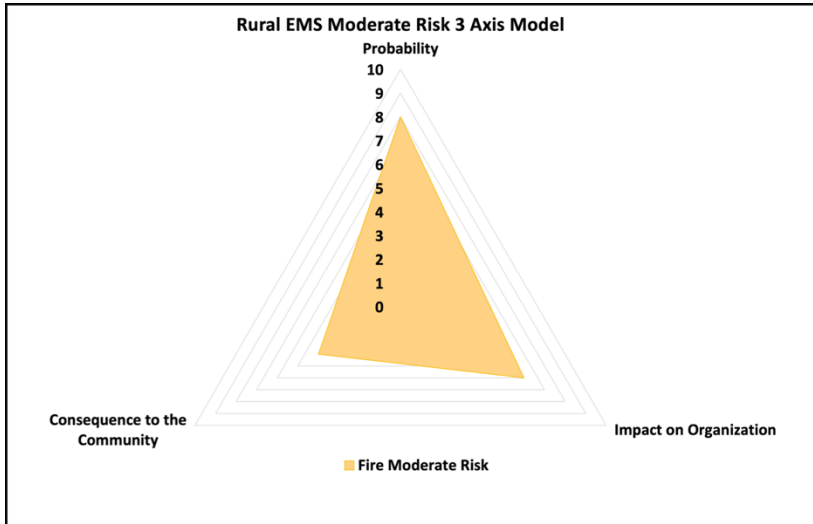 Rural EMS Moderate Risk 3 Axis Model
Probability
10
9
8
7
6
5
4
3
2
1
0
Consequence to the
Community
Impact on Organization
Fire Moderate Risk